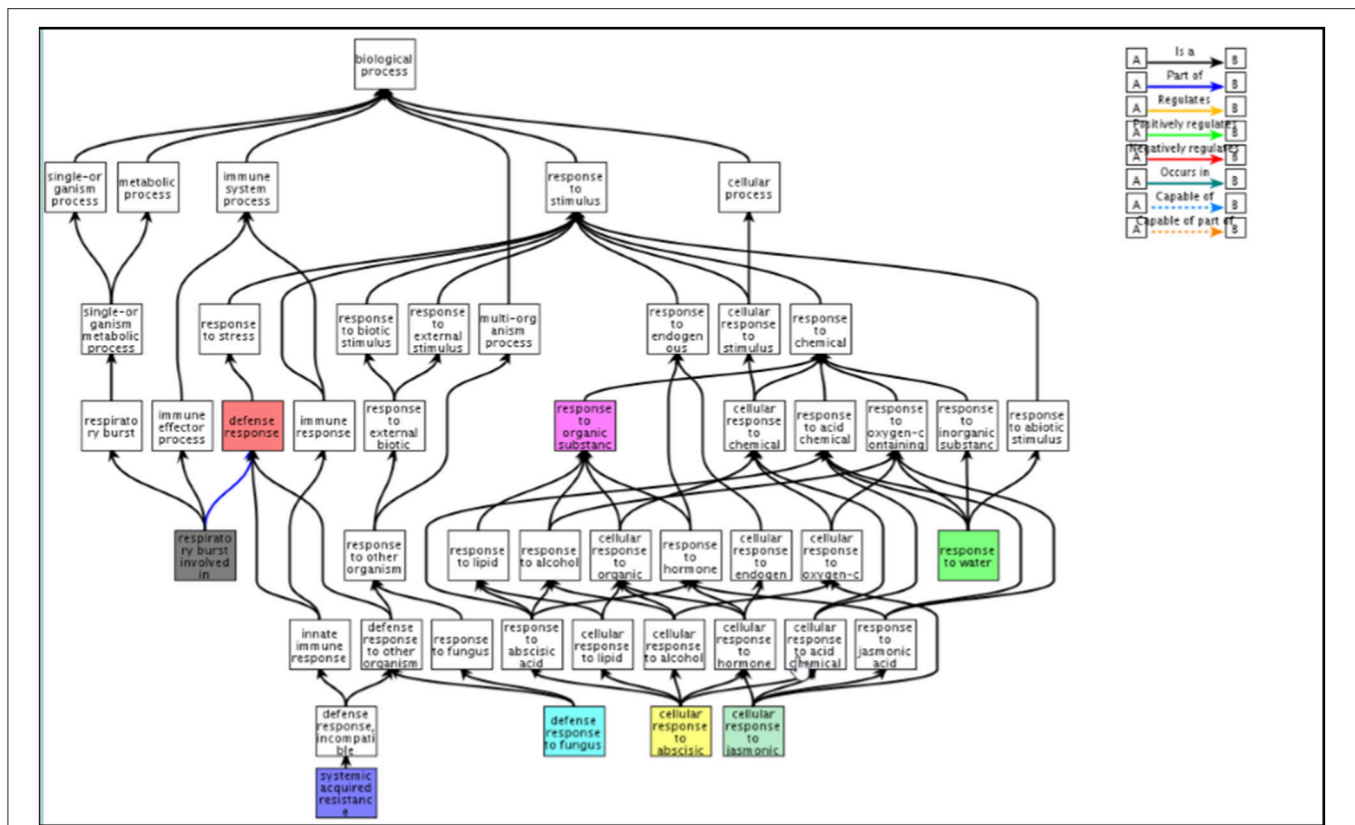 biological
process
A Is a B
A Part of B
A Regulates B
A Positively regulates B
A Negatively regulates B
A Occurs in B
A Capable of B
A Capable of part of B
single-or
ganism
process
metabolic
process
immune
system
process
response
to
stimulus
cellular
process
single-or
ganism
metabolic
process
response
to stress
response
to biotic
stimulus
response
to
external
stimulus
multi-org
anism
process
response
to
endogen
ous
cellular
response
to
stimulus
response
to
chemical
respirato
ry burst
immune
effector
process
defense
response
immune
response
response
to
external
biotic
response
to
organic
substanc
cellular
response
to
chemical
response
to acid
chemical
response
to
oxygen-c
ontaining
response
to
inorganic
substanc
response
to abiotic
stimulus
respirato
ry burst
involved
in
response
to other
organism
response
to lipid
response
to alcohol
cellular
response
to
organic
response
to
hormone
cellular
response
to
endogen
cellular
response
to
oxygen-c
response
to water
innate
immune
response
defense
response
to other
organism
response
to fungus
response
to
abscisic
acid
cellular
response
to lipid
cellular
response
to alcohol
cellular
response
to
hormone
cellular
response
to acid
chemical
response
to
jasmonic
acid
defense
response,
incompati
ble
defense
response
to fungus
cellular
response
to
abscisic
cellular
response
to
jasmonic
systemic
acquired
resistanc
e